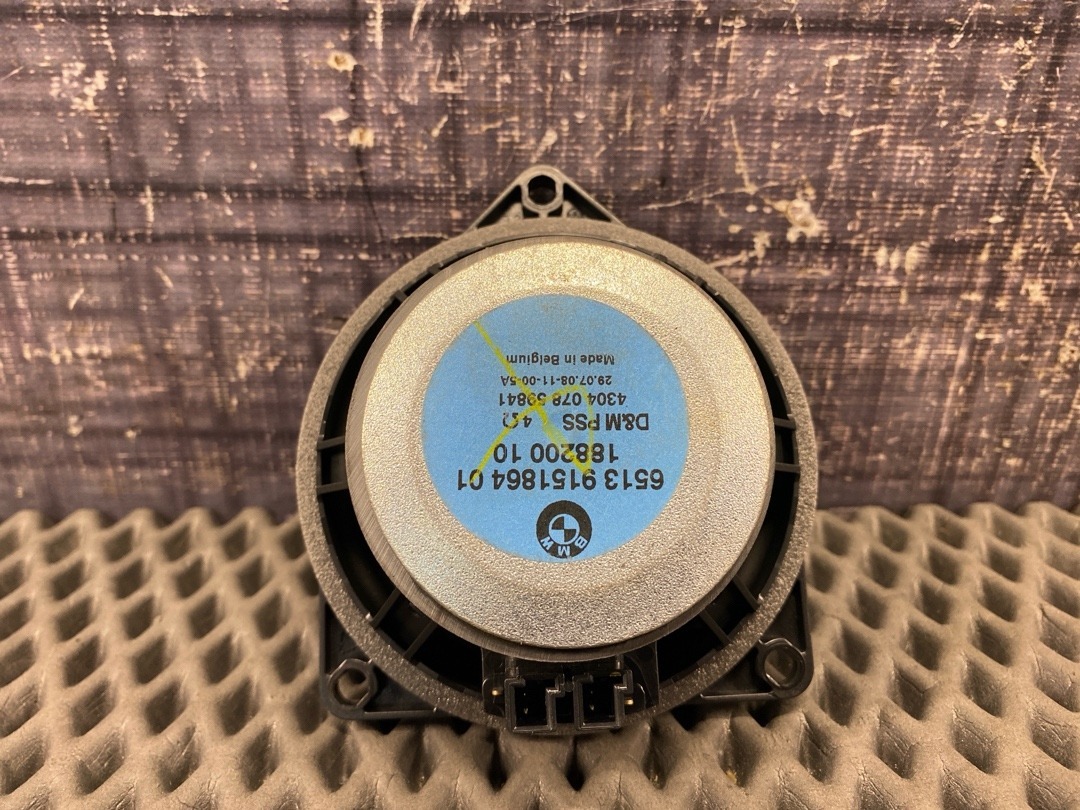 BMW
6513 9151864 01
188200 10
D&M PSS 4Ω
4304 078 59841
29.07.08-11-00-5A
Made in Belgium